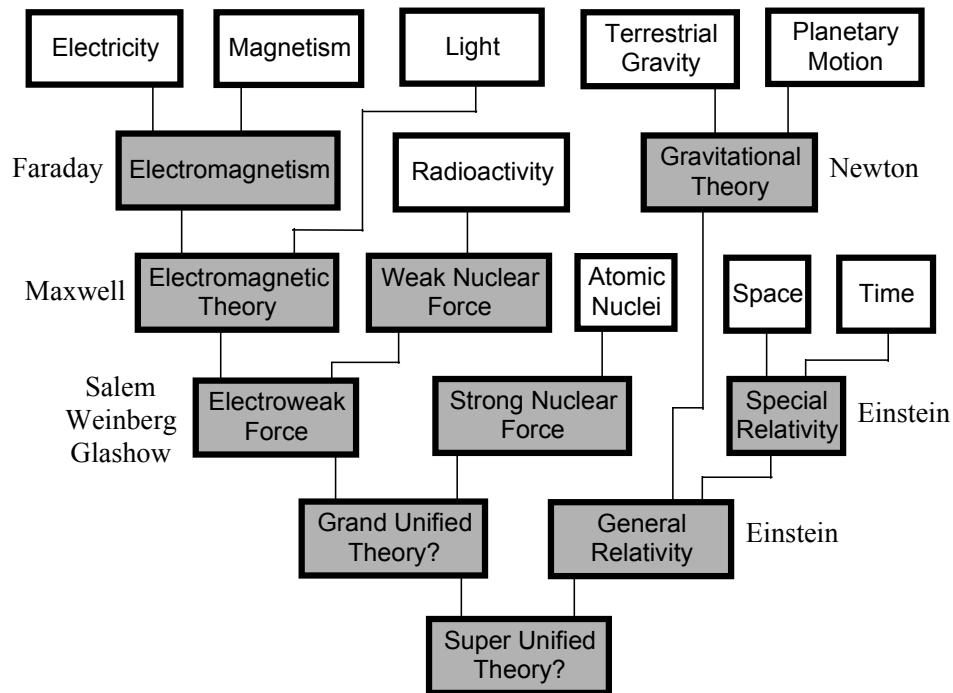 Electricity
Magnetism
Light
Terrestrial
Gravity
Planetary
Motion
Faraday
Electromagnetism
Radioactivity
Gravitational
Theory
Newton
Maxwell
Electromagnetic
Theory
Weak Nuclear
Force
Atomic
Nuclei
Space
Time
Salem
Weinberg
Glashow
Electroweak
Force
Strong Nuclear
Force
Special
Relativity
Einstein
Grand Unified
Theory?
General
Relativity
Einstein
Super Unified
Theory?